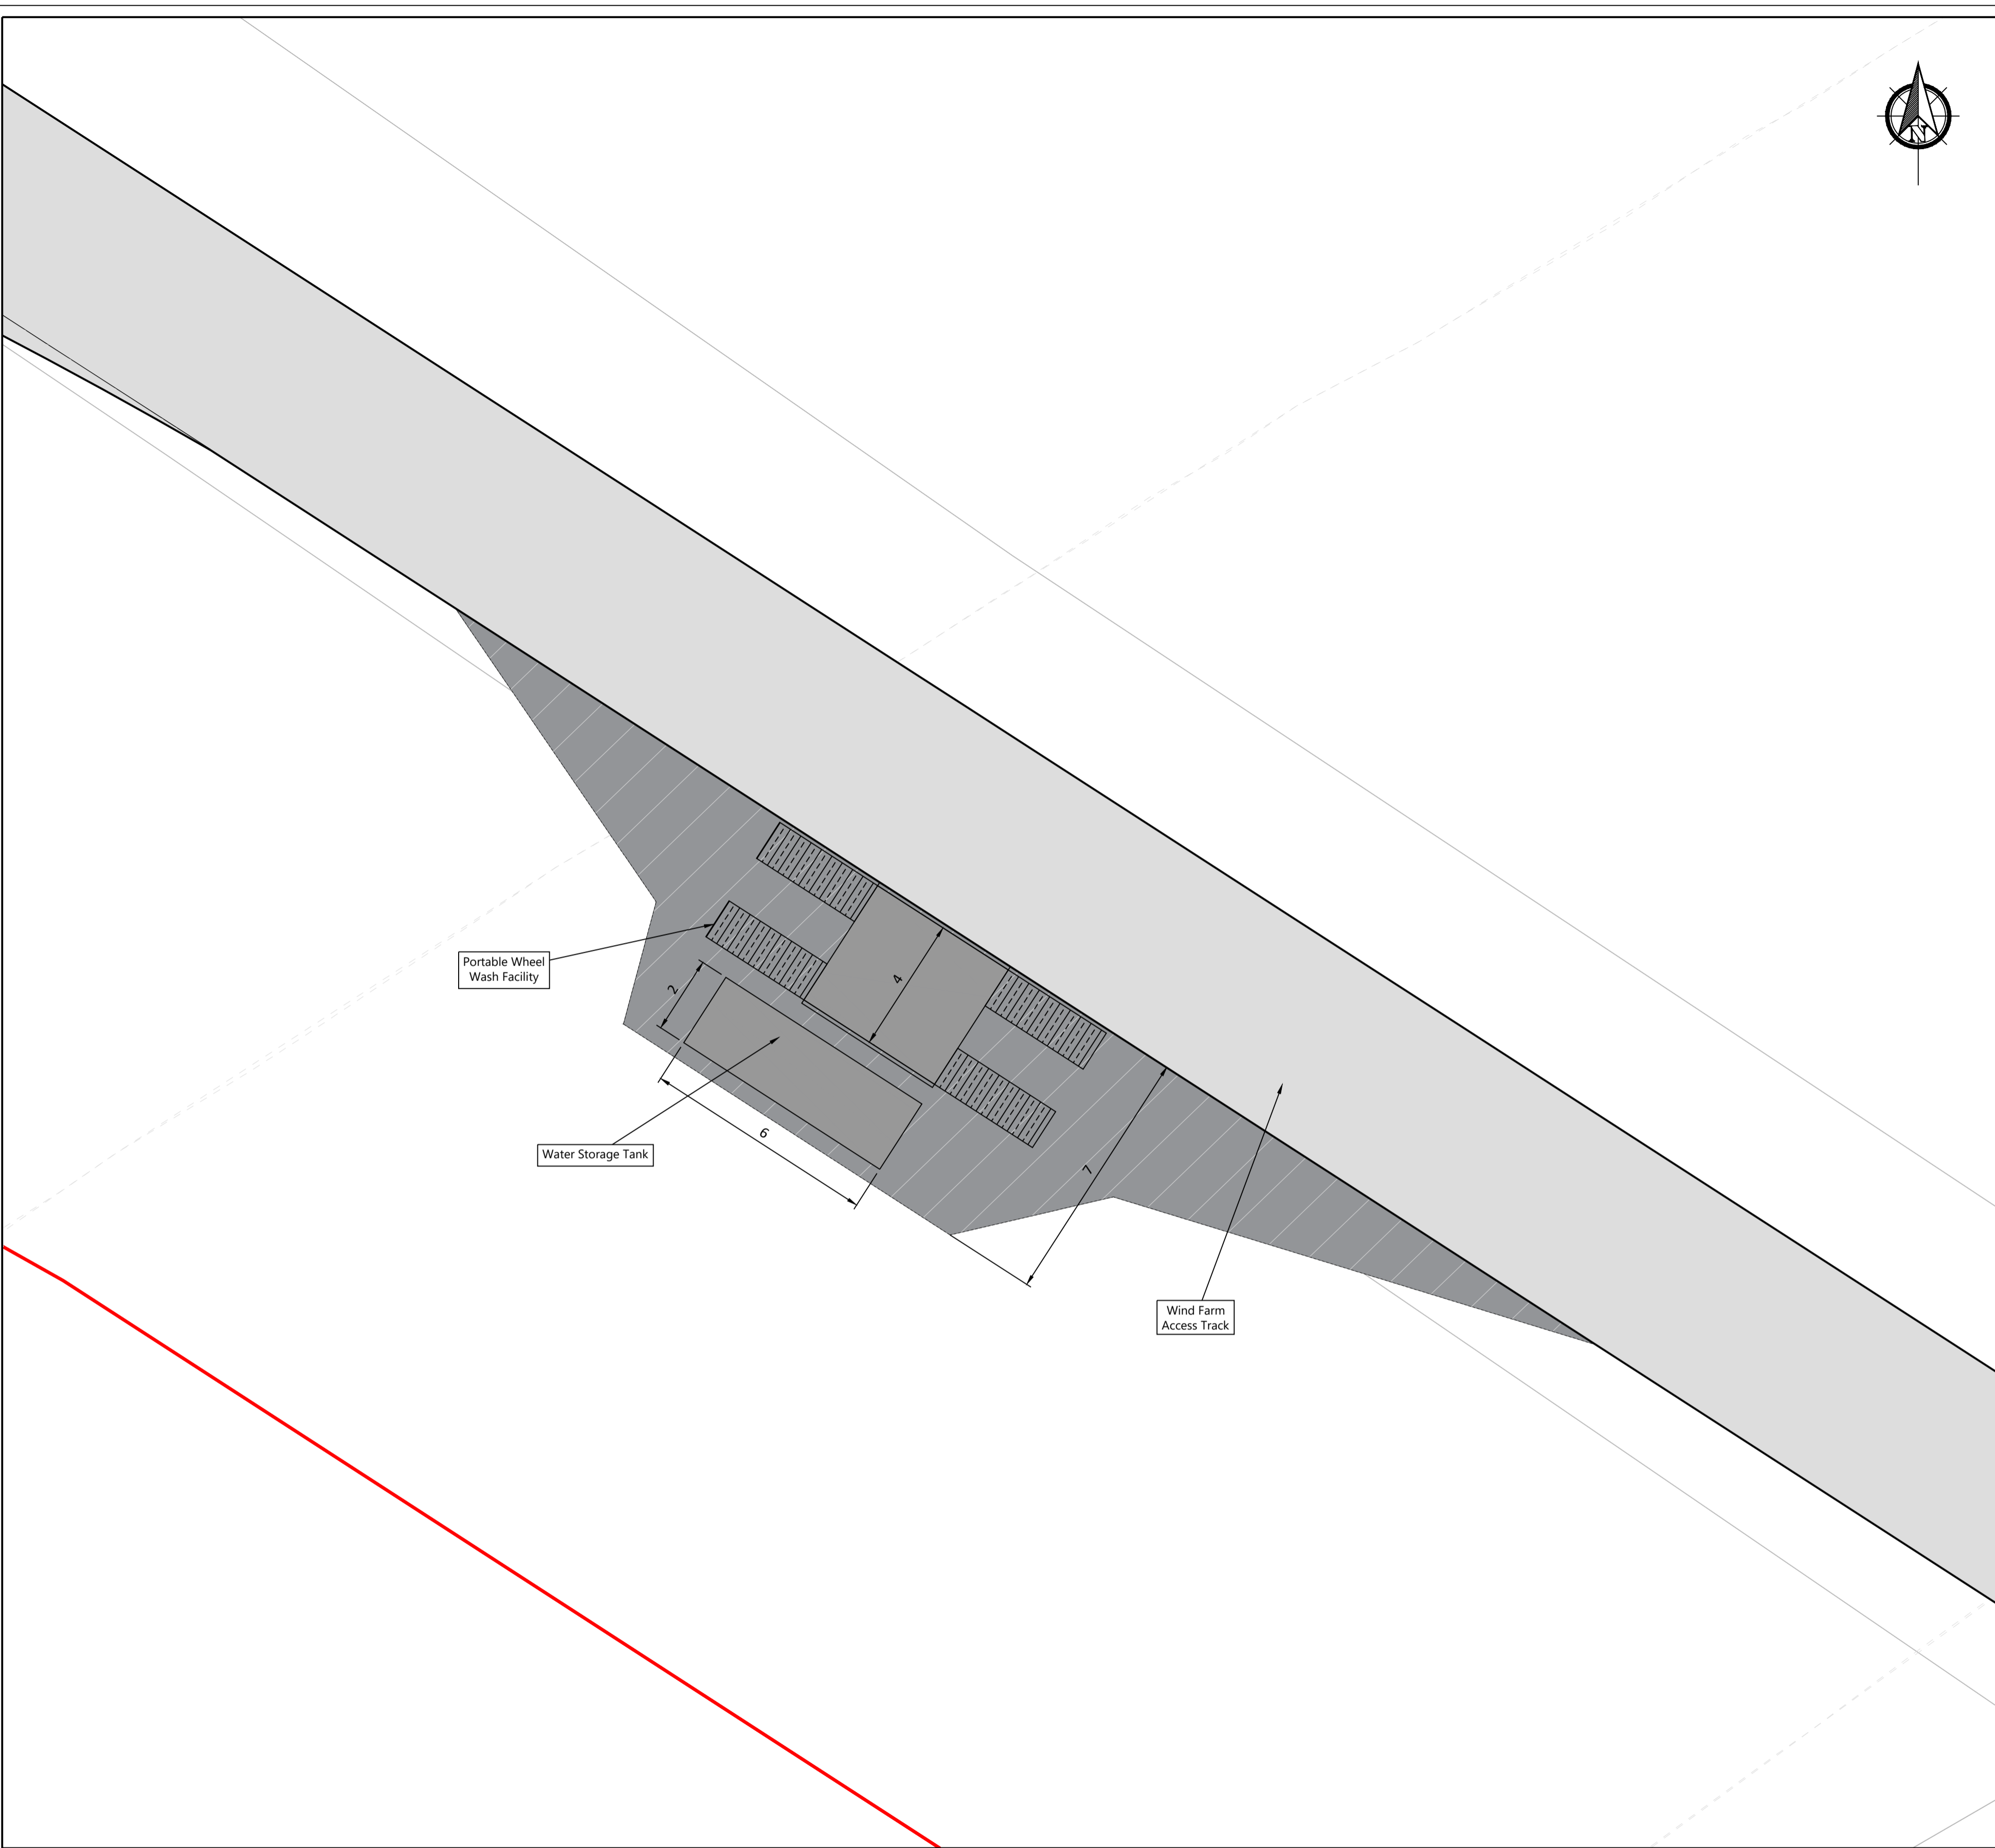 N
Portable Wheel
Wash Facility
4
2
6
Water Storage Tank
7
Wind Farm
Access Track